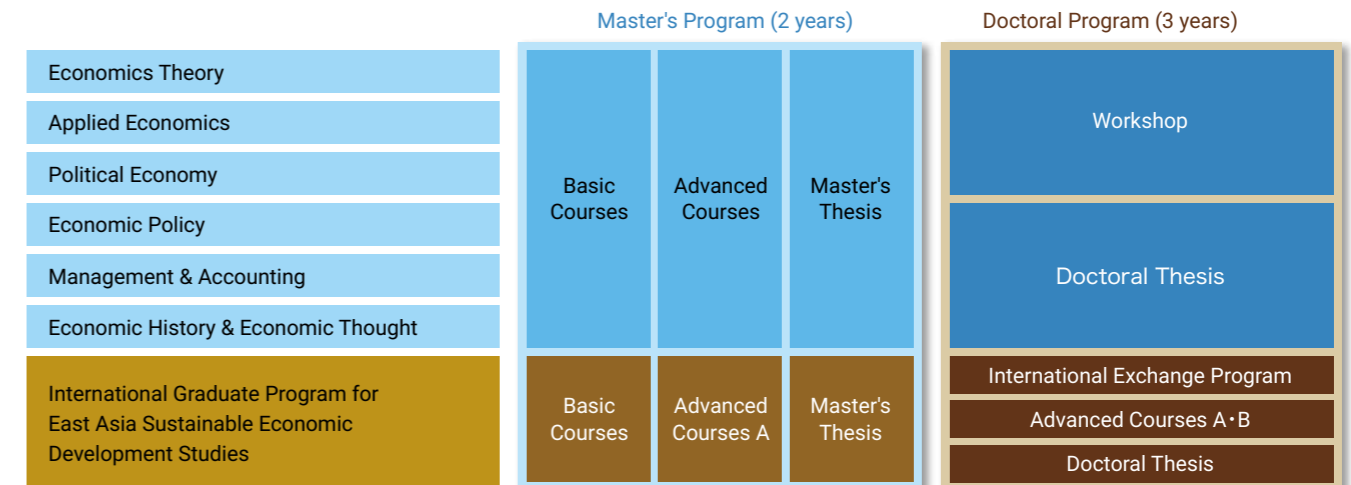 Master's Program (2 years)
Doctoral Program (3 years)
Economics Theory
Applied Economics
Political Economy
Economic Policy
Management & Accounting
Economic History & Economic Thought
Basic
Courses
Advanced
Courses
Master's
Thesis
Workshop
Doctoral Thesis
International Graduate Program for
East Asia Sustainable Economic
Development Studies
Basic
Courses
Advanced
Courses A
Master's
Thesis
International Exchange Program
Advanced Courses A・B
Doctoral Thesis